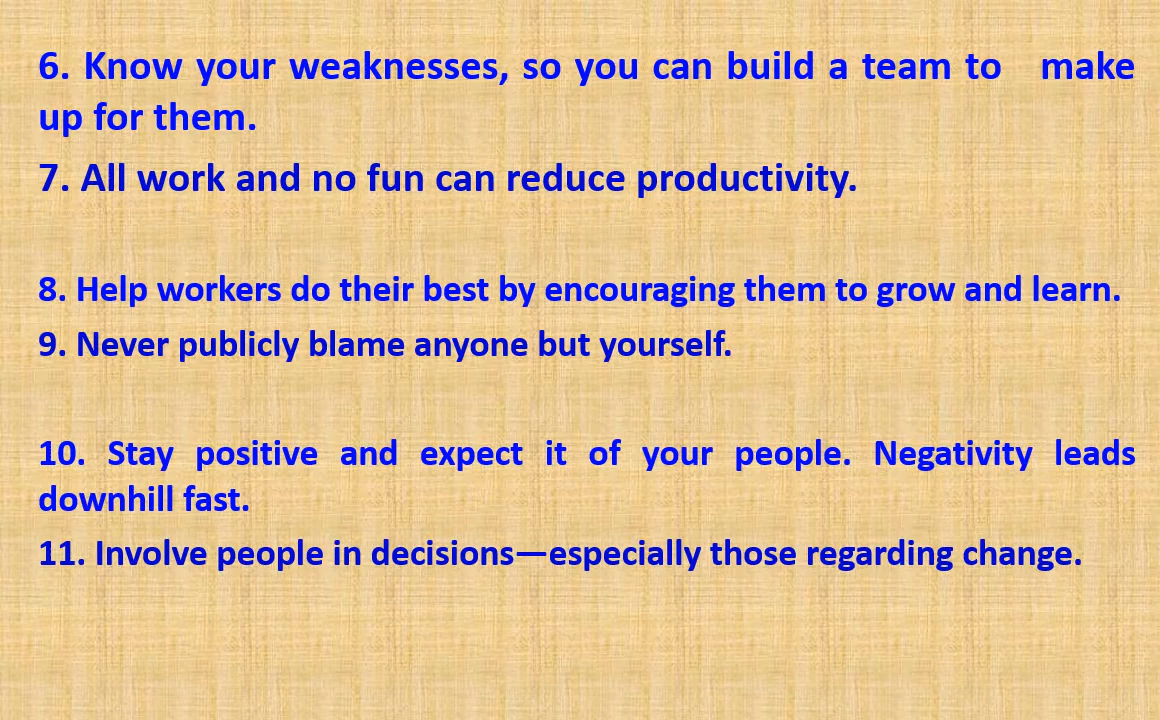 6. Know your weaknesses, so you can build a team to make
up for them.
7. All work and no fun can reduce productivity.
8. Help workers do their best by encouraging them to grow and learn.
9. Never publicly blame anyone but yourself.
10. Stay positive and expect it of your people. Negativity leads
downhill fast.
11. Involve people in decisions—especially those regarding change.